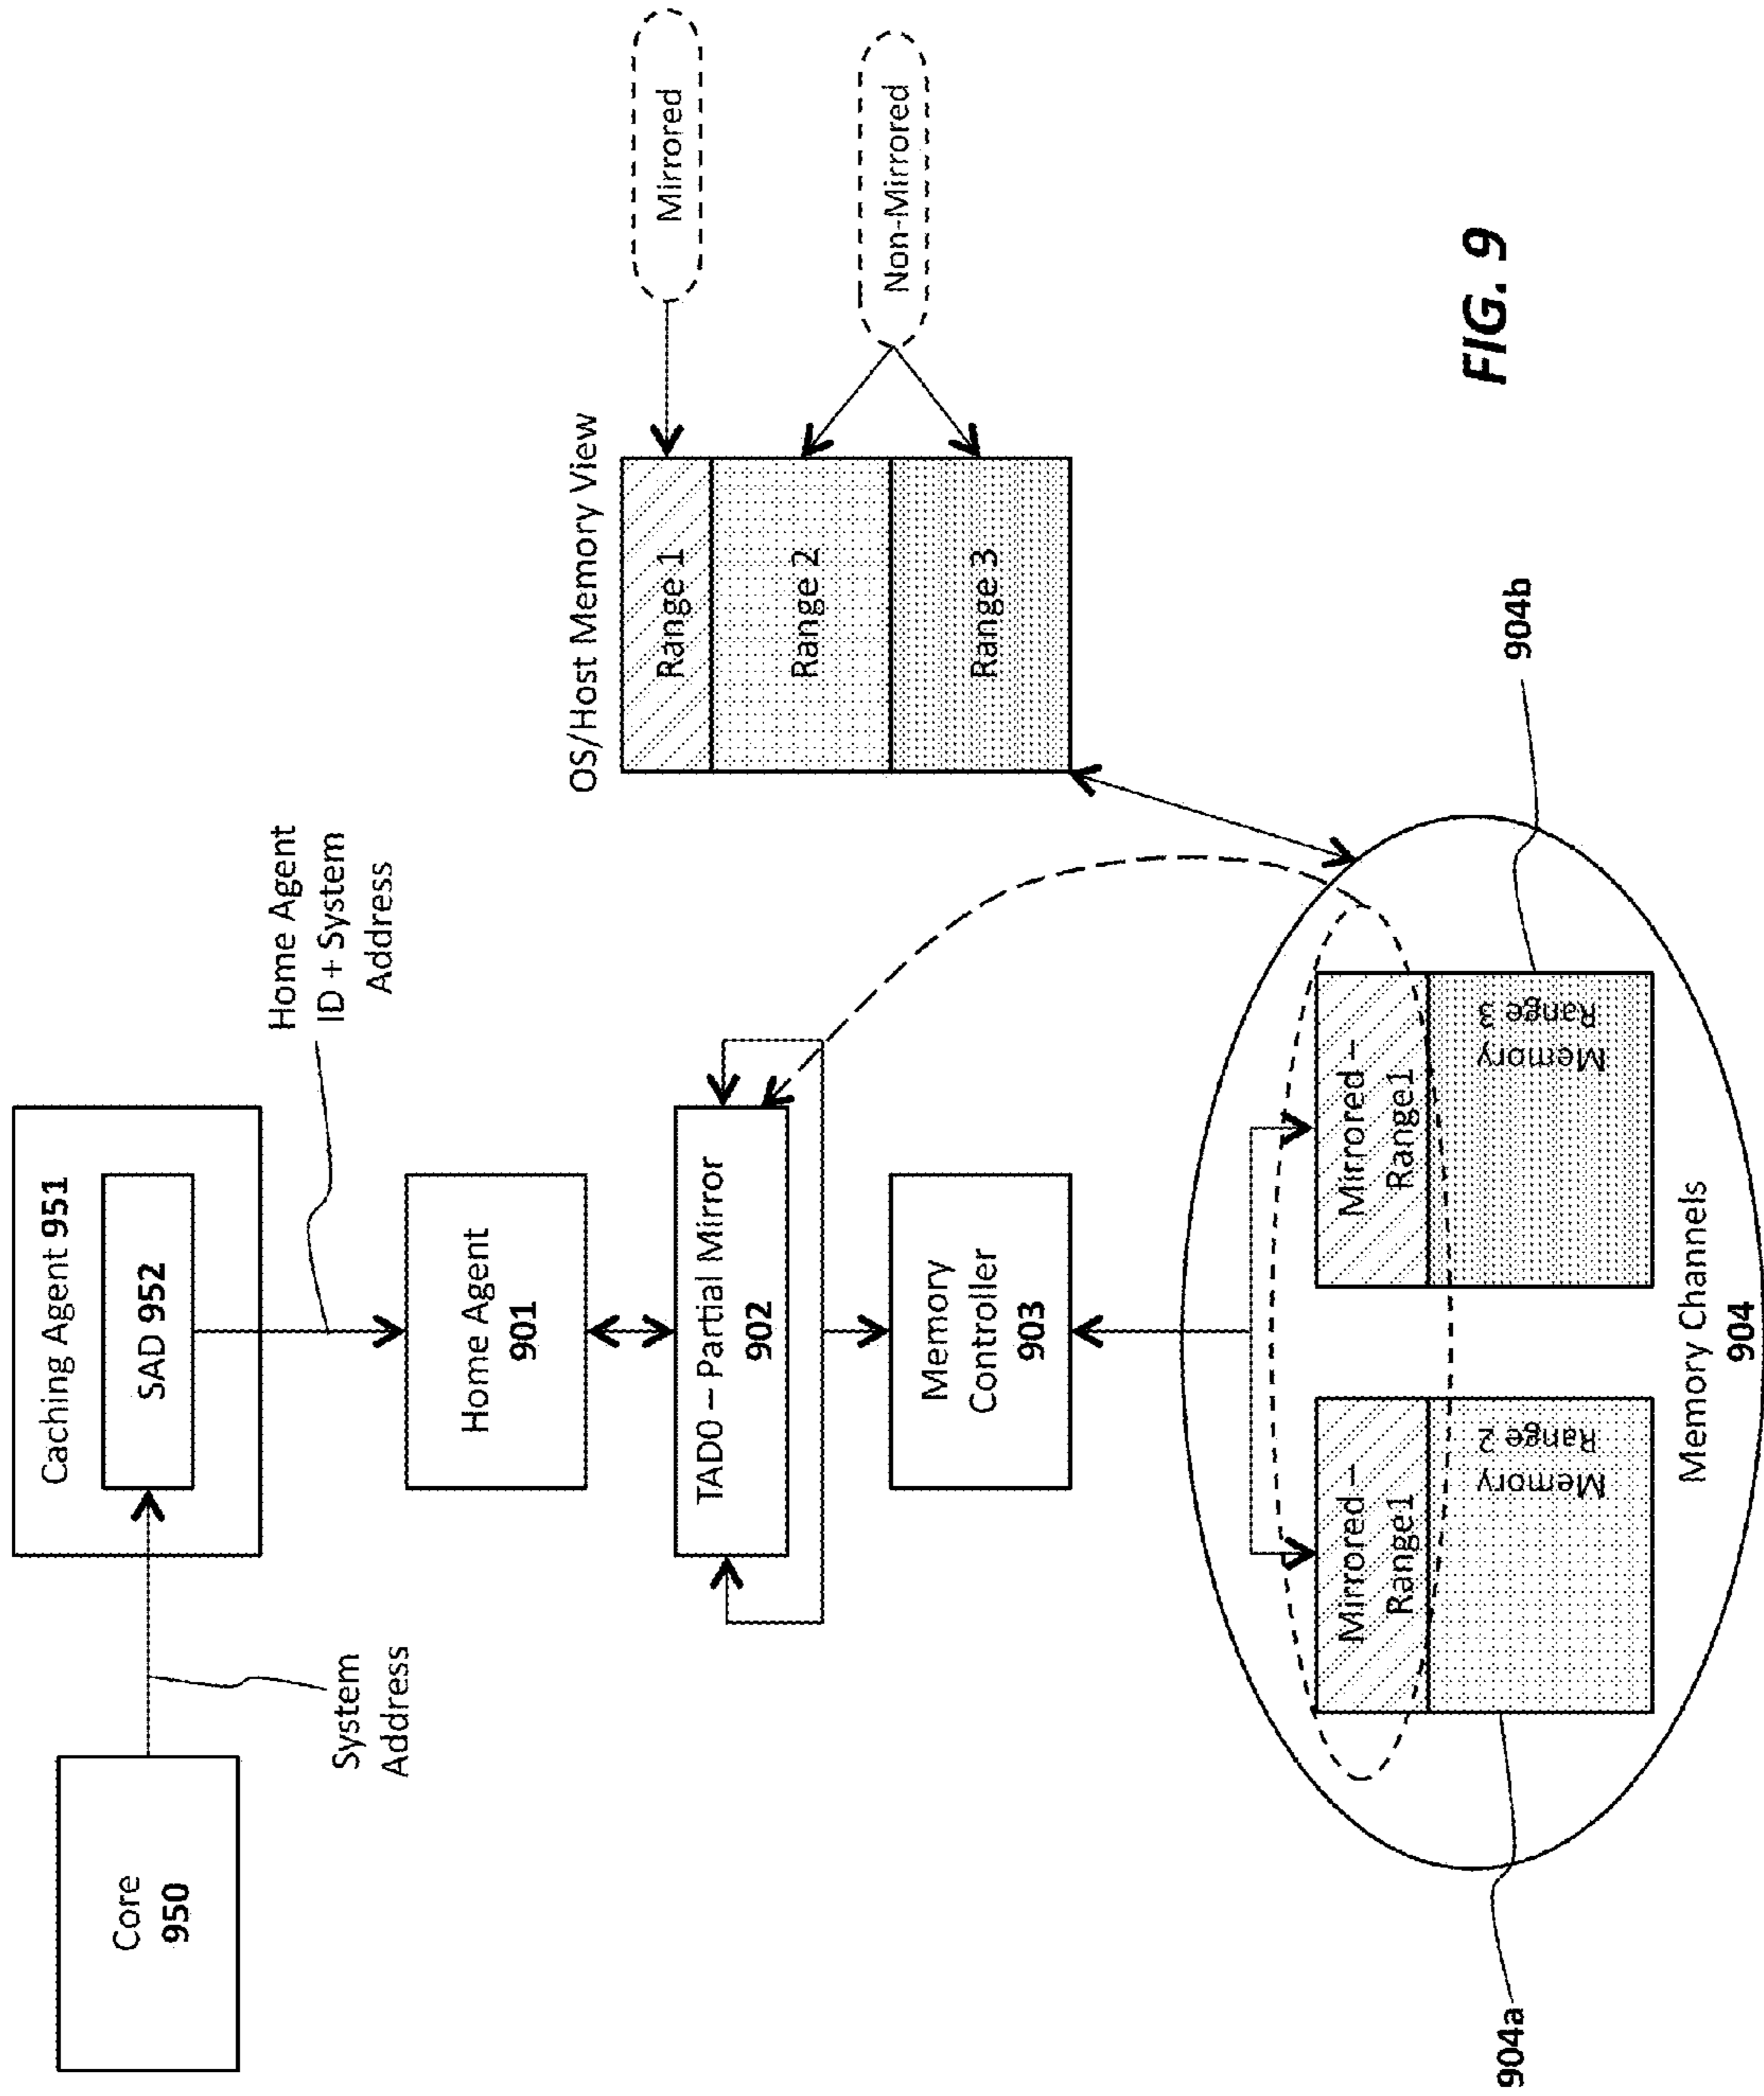 Core
950
System
Address
Caching Agent 951
SAD 952
Home Agent
ID + System
Address
Home Agent
901
TAD0 – Partial Mirror
902
Memory
Controller
903
OS/Host Memory View
Range 1
Range 2
Range 3
Mirrored
Non-Mirrored
904a
Mirrored –
Range1
Memory
Range 2
Mirrored –
Range1
Memory
Range 3
904b
Memory Channels
904
FIG. 9